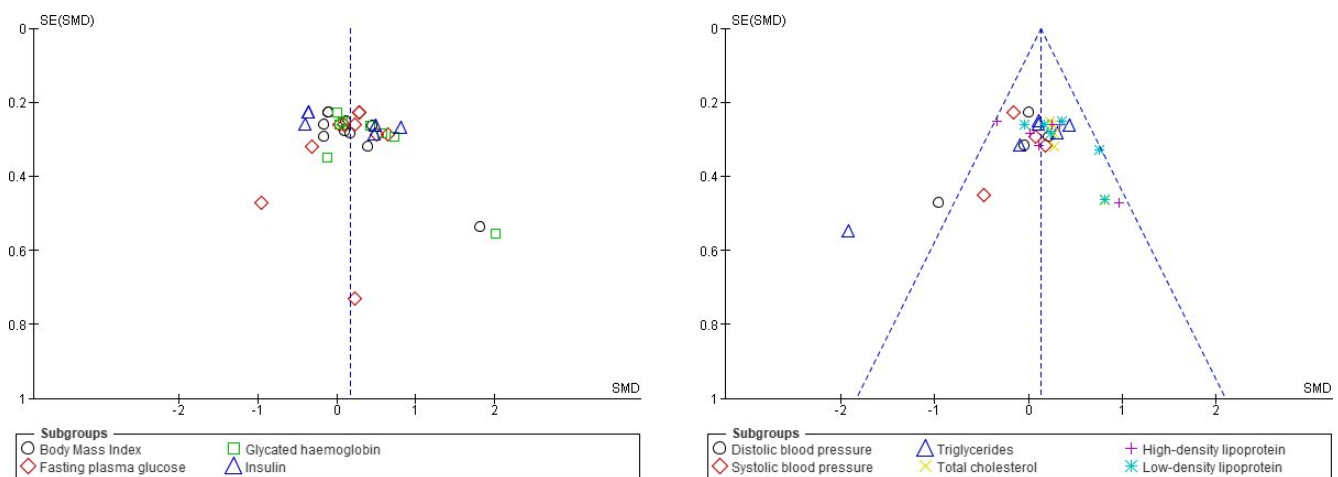 SE(SMD)
0
0.2
0.4
0.6
0.8
1
-2
-1
0
1
2
SMD
Subgroups
Body Mass Index
Glycated haemoglobin
Fasting plasma glucose
Insulin
SE(SMD)
0
0.2
0.4
0.6
0.8
1
-2
-1
0
1
2
SMD
Subgroups
Distolic blood pressure
Triglycerides
High-density lipoprotein
Systolic blood pressure
Total cholesterol
Low-density lipoprotein